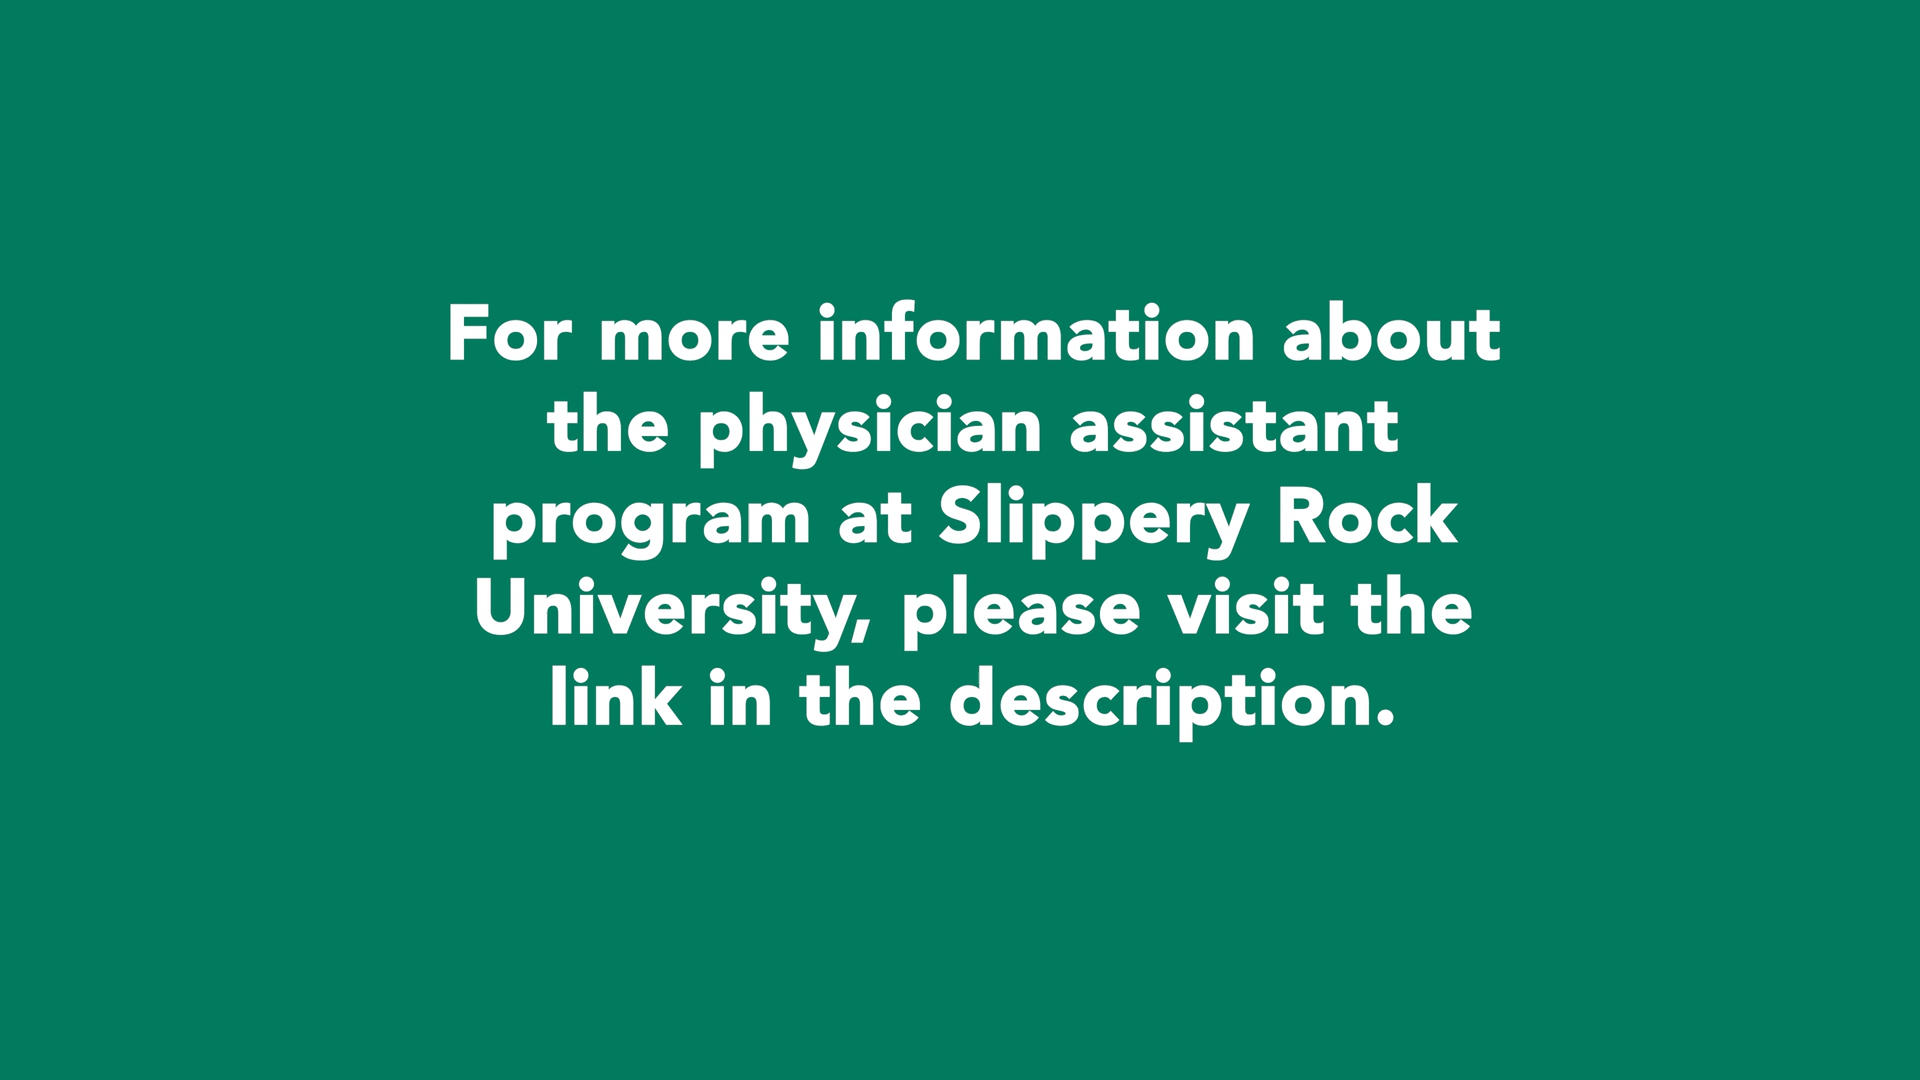 For more information about
the physician assistant
program at Slippery Rock
University, please visit the
link in the description.